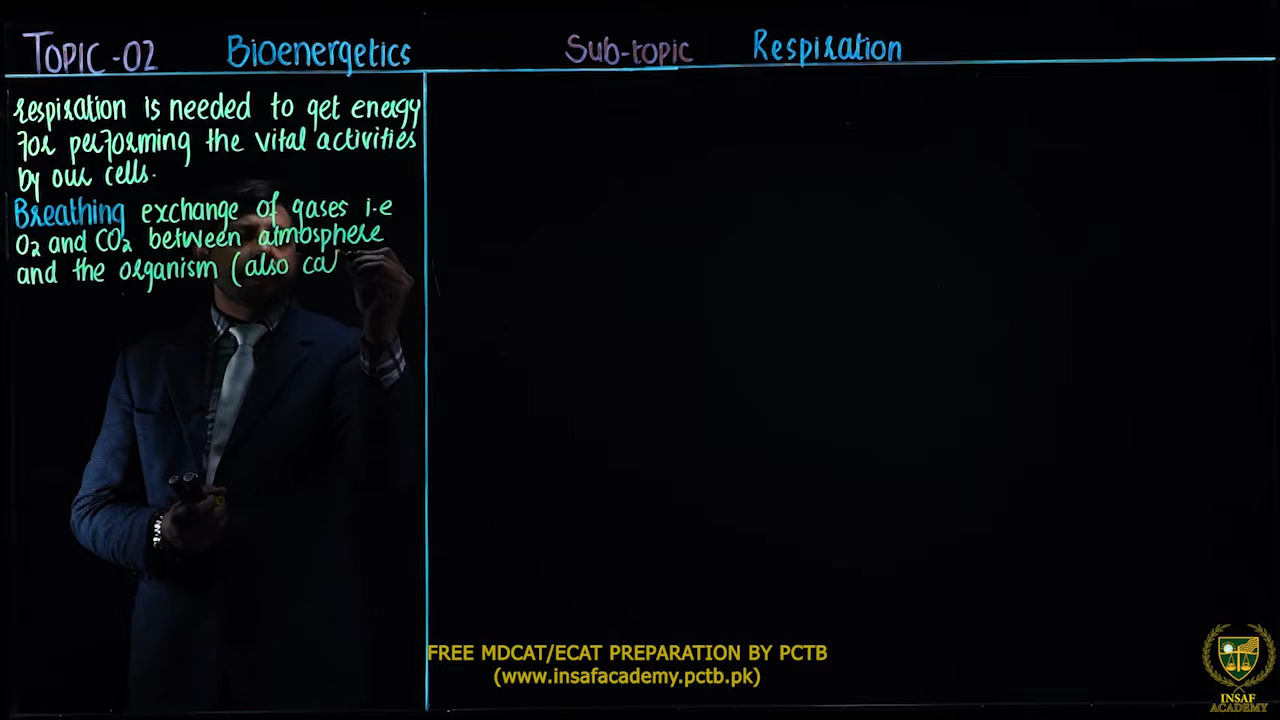 TOPIC-02 Bioenergetics Sub-topic Respiration
respiration is needed to get energy
for performing the vital activities
by our cells.
Breathing exchange of gases i.e
O₂ and CO₂ between atmosphere
and the organism (also cal
FREE MDCAT/ECAT PREPARATION BY PCTB
(www.insafacademy.pctb.pk)
INSAF
ACADEMY